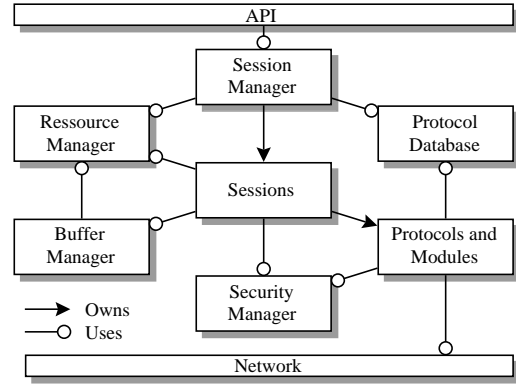 API
Session
Manager
Ressource
Manager
Protocol
Database
Sessions
Buffer
Manager
Protocols and
Modules
Security
Manager
Owns
Uses
Network